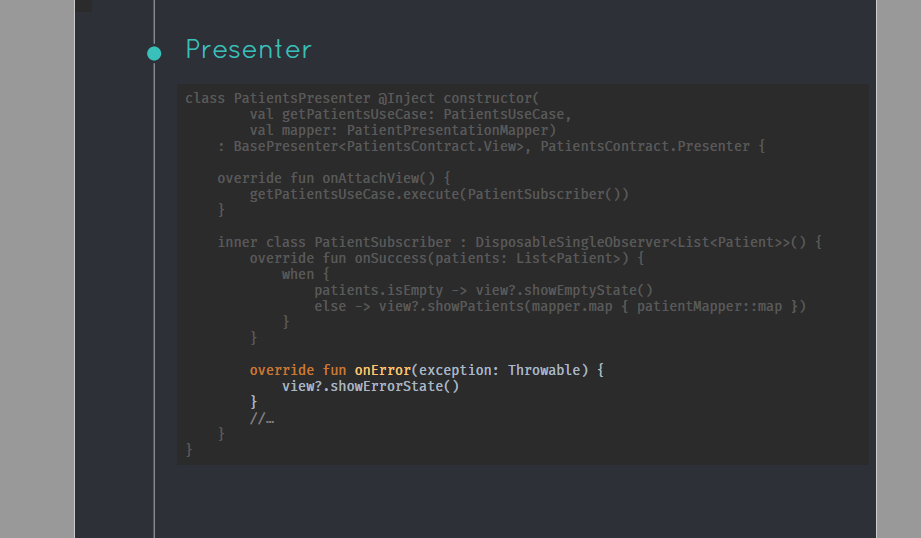 Presenter
class PatientsPresenter @Inject constructor(
        val getPatientsUseCase: PatientsUseCase,
        val mapper: PatientPresentationMapper)
    : BasePresenter<PatientsContract.View>, PatientsContract.Presenter {
    override fun onAttachView() {
        getPatientsUseCase.execute(PatientSubscriber())
    }
    inner class PatientSubscriber : DisposableSingleObserver<List<Patient>>() {
        override fun onSuccess(patients: List<Patient>) {
            when {
                patients.isEmpty -> view?.showEmptyState()
                else -> view?.showPatients(mapper.map { patientMapper::map })
            }
        }
        override fun onError(exception: Throwable) {
            view?.showErrorState()
        }
        //…
    }
}